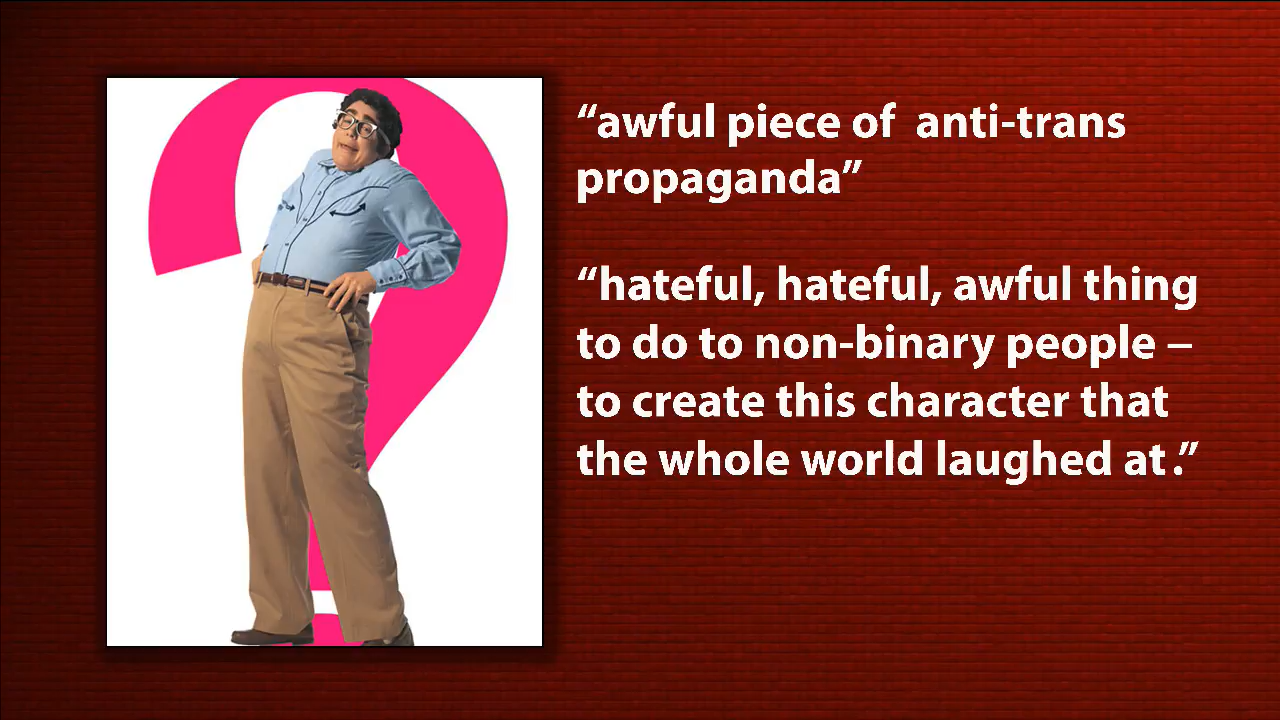 “awful piece of anti-trans
propaganda”
“hateful, hateful, awful thing
to do to non-binary people –
to create this character that
the whole world laughed at.”